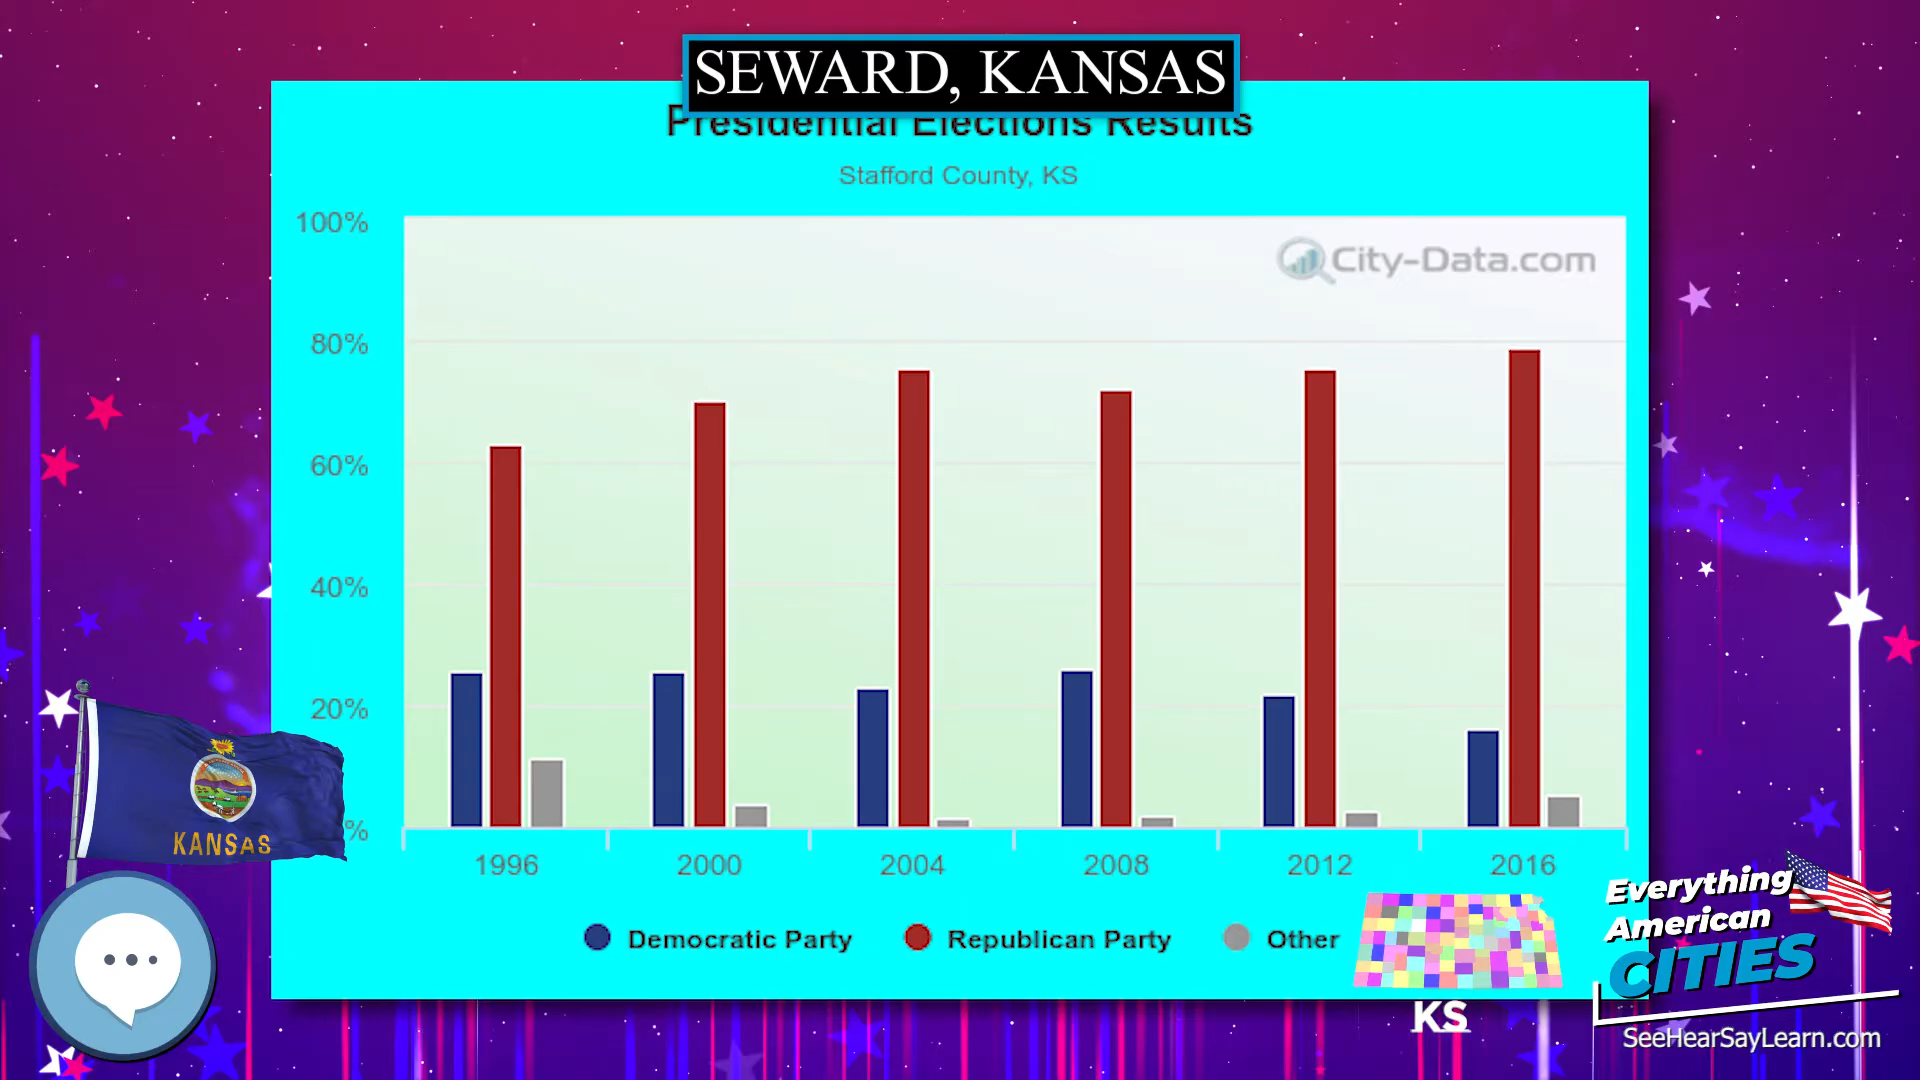 SEWARD, KANSAS
Presidential Elections Results
Stafford County, KS
City-Data.com
100%
80%
60%
40%
20%
%
1996 2000 2004 2008 2012 2016
Democratic Party Republican Party Other
KANSAS
KS
Everything
American
CITIES
SeeHearSayLearn.com